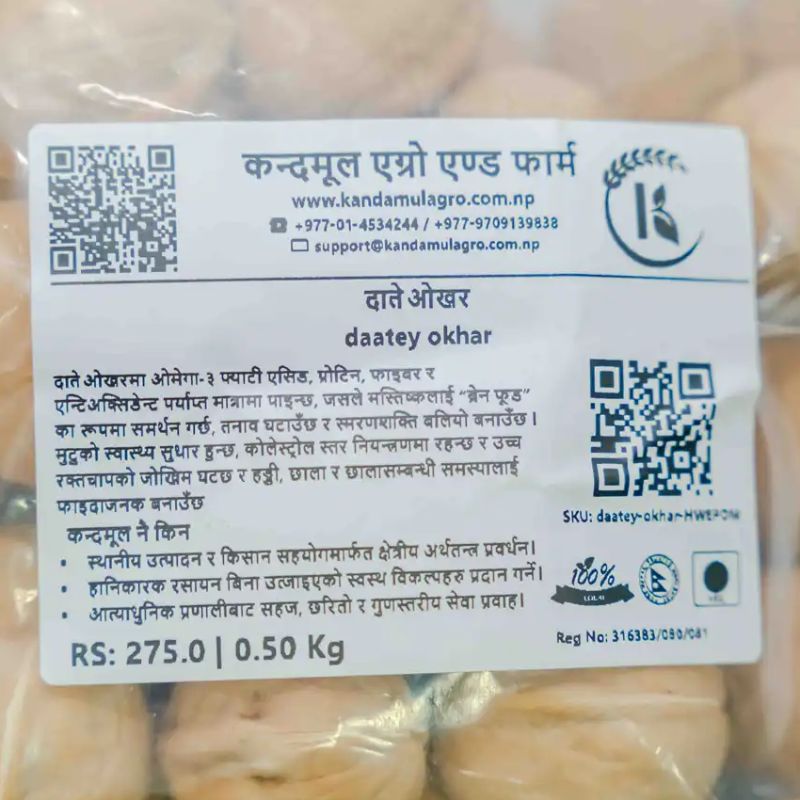 कन्दमूल एग्रो एण्ड फार्म
www.kandamulagro.com.np
+977-01-4534244 / +977-9709139838
support@kandamulagro.com.np
दाते ओखर
daatey okhar
दाते ओखरमा ओमेगा-३ फ्याटी एसिड, प्रोटिन, फाइबर र
एन्टिअक्सिडेन्ट पर्याप्त मात्रामा पाइन्छ, जसले मस्तिष्कलाई “ब्रेन फूड”
का रूपमा समर्थन गर्छ, तनाव घटाउँछ र स्मरणशक्ति बलियो बनाउँछ ।
मुटुको स्वास्थ्य सुधार हुन्छ, कोलेस्ट्रोल स्तर नियन्त्रणमा रहन्छ र उच्च
रक्तचापको जोखिम घटछ र हड्डी, छाला र छालासम्बन्धी समस्यालाई
फाइदाजनक बनाउँछ
SKU: daatey-okhar-
कन्दमूल नै किन
• स्थानीय उत्पादन र किसान सहयोगमार्फत क्षेत्रीय अर्थतन्त्र प्रवर्धन।
• हानिकारक रसायन बिना उत्जाइएको स्वस्थ विकल्पहरु प्रदान गर्ने।
• आत्याधुनिक प्रणालीबाट सहज, छरितो र गुणस्तरीय सेवा प्रवाह।
100%
LOCAL
Reg No: 316383/080/081
RS: 275.0 | 0.50 Kg